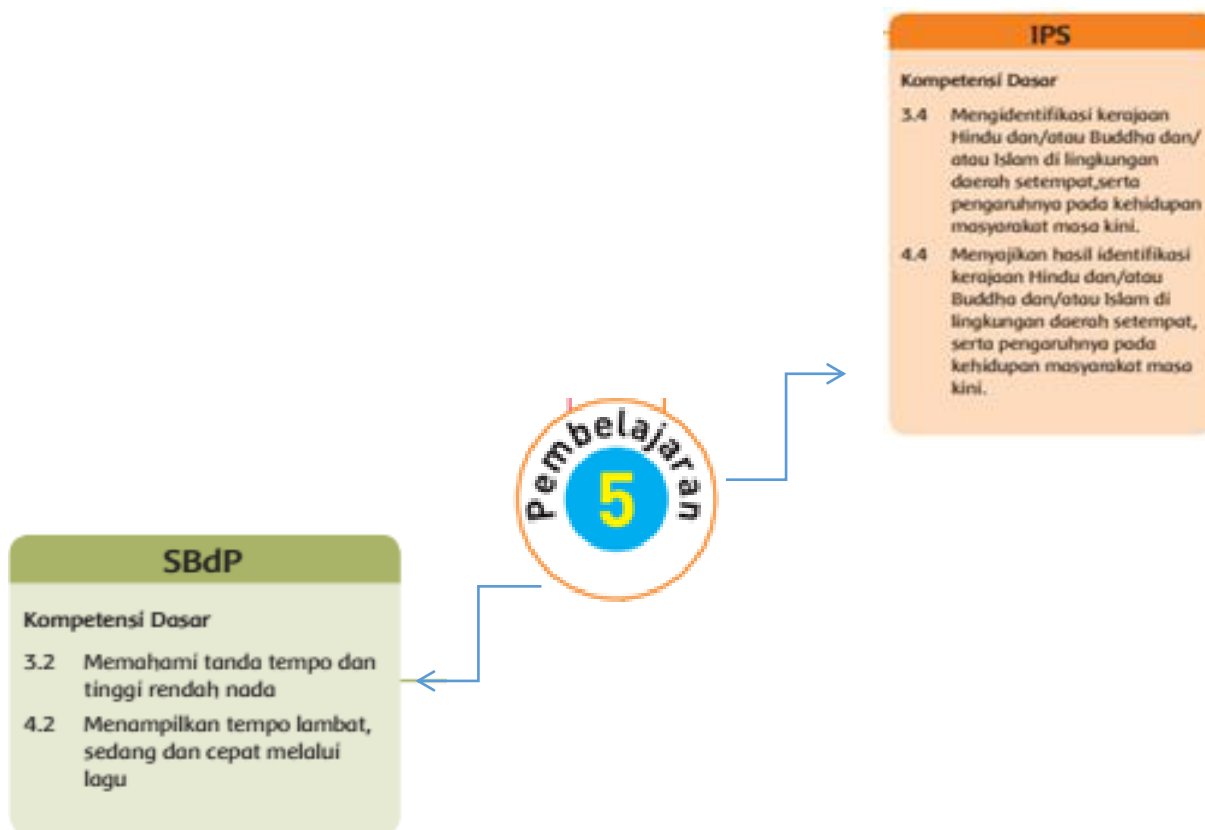 IPS
Kompetensi Dasar
3.4 Mengidentifikasi kerajaan
Hindu dan/atau Buddha dan/
atau Islam di lingkungan
daerah setempat,serta
pengaruhnya pada kehidupan
masyarakat masa kini.
4.4 Menyajikan hasil identifikasi
kerajaan Hindu dan/atau
Buddha dan/atau Islam di
lingkungan daerah setempat,
serta pengaruhnya pada
kehidupan masyarakat masa
kini.
Pembelajaran
5
SBdP
Kompetensi Dasar
3.2 Memahami tanda tempo dan
tinggi rendah nada
4.2 Menampilkan tempo lambat,
sedang dan cepat melalui
lagu